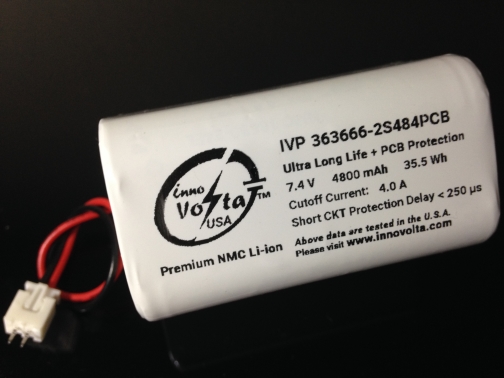 inno
Volta™
USA
Premium NMC Li-ion
IVP 363666-2S484PCB
Ultra Long Life + PCB Protection
7.4 V 4800 mAh 35.5 Wh
Cutoff Current: 4.0 A
Short CKT Protection Delay < 250 µs
Above data are tested in the U.S.A.
Please visit www.innovolta.com